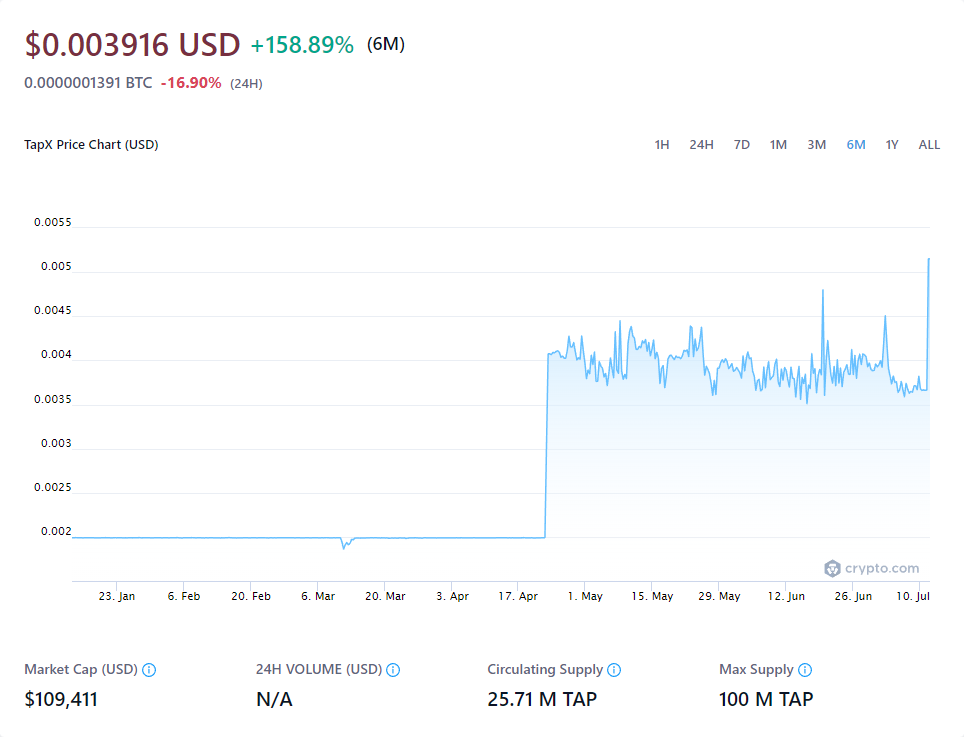 $0.003916 USD +158.89% (6M)
0.0000001391 BTC -16.90% (24H)
TapX Price Chart (USD) 1H 24H 7D 1M 3M 6M 1Y ALL
0.0055
0.005
0.0045
0.004
0.0035
0.003
0.0025
0.002
crypto.com
23. Jan 6. Feb 20. Feb 6. Mar 20. Mar 3. Apr 17. Apr 1. May 15. May 29. May 12. Jun 26. Jun 10. Jul
Market Cap (USD) 24H VOLUME (USD) Circulating Supply Max Supply
$109,411 N/A 25.71 M TAP 100 M TAP